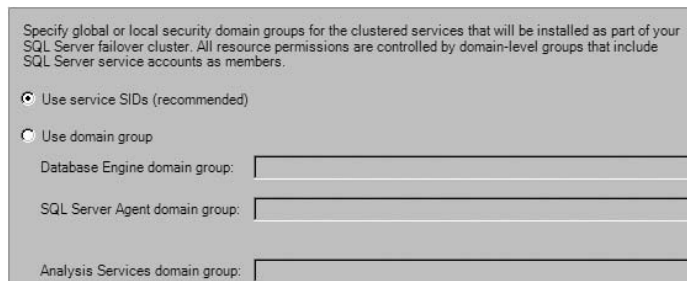 Specify global or local security domain groups for the clustered services that will be installed as part of your
SQL Server failover cluster. All resource permissions are controlled by domain-level groups that include
SQL Server service accounts as members.
Use service SIDs (recommended)
Use domain group
Database Engine domain group:
SQL Server Agent domain group:
Analysis Services domain group: